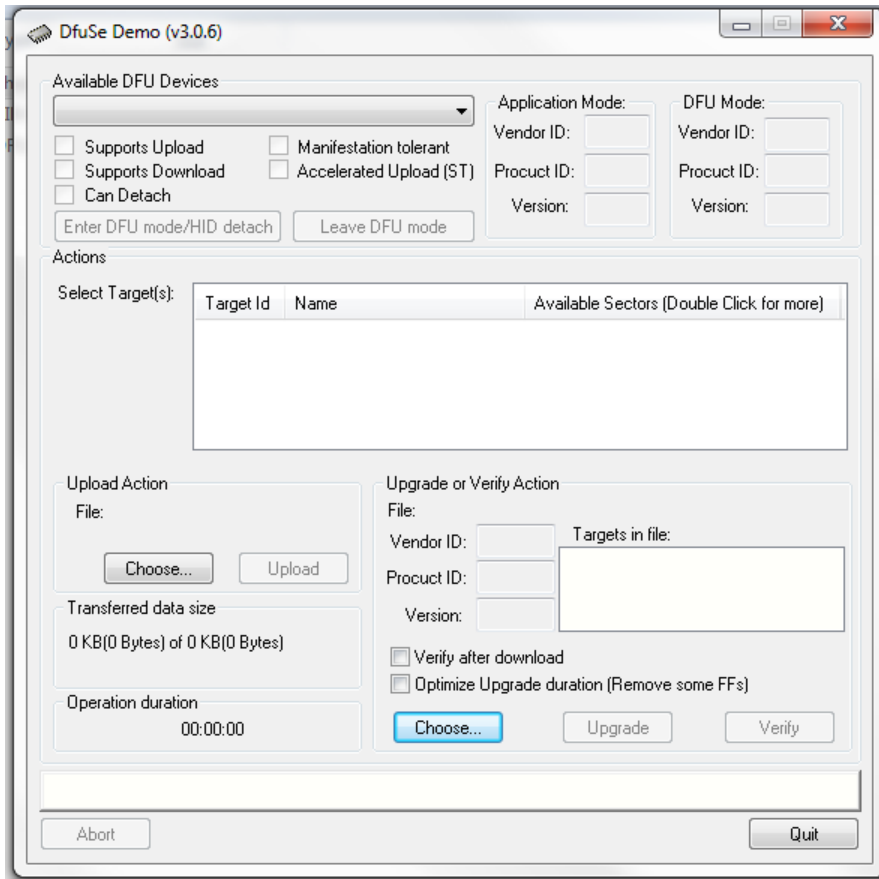 DfuSe Demo (v3.0.6)
Available DFU Devices
Supports Upload
Manifestation tolerant
Supports Download
Accelerated Upload (ST)
Can Detach
Enter DFU mode/HID detach
Leave DFU mode
Application Mode:
Vendor ID:
Procuct ID:
Version:
DFU Mode:
Vendor ID:
Procuct ID:
Version:
Actions
Select Target(s):
Target Id Name Available Sectors (Double Click for more)
Upload Action
File:
Choose... Upload
Transferred data size
0 KB(0 Bytes) of 0 KB(0 Bytes)
Operation duration
00:00:00
Upgrade or Verify Action
File:
Vendor ID:
Procuct ID:
Version:
Targets in file:
Verify after download
Optimize Upgrade duration (Remove some FFs)
Choose... Upgrade Verify
Abort Quit